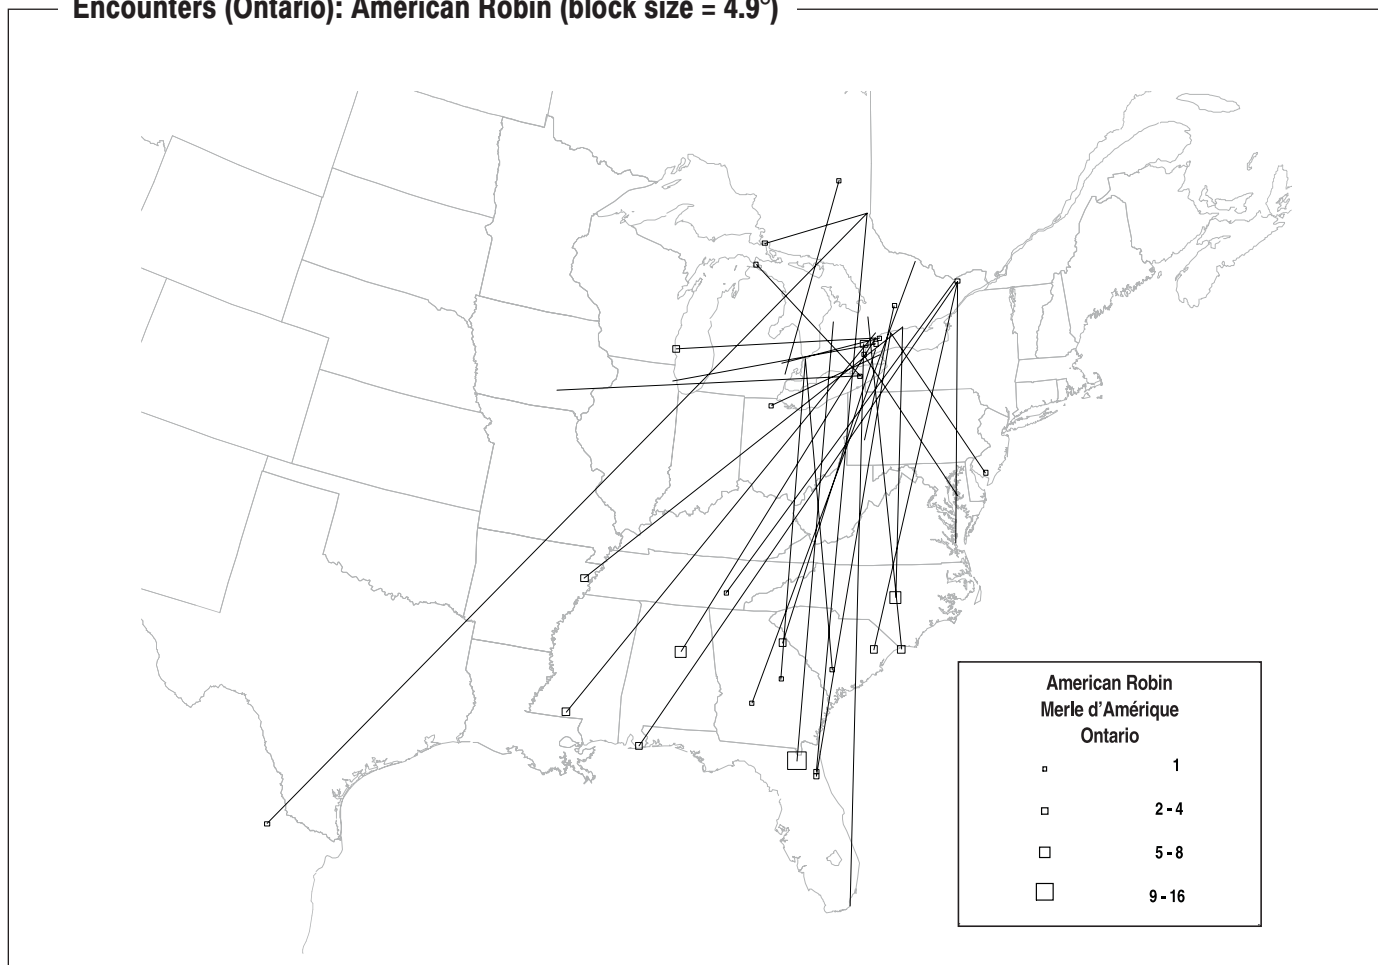 Encounters (Ontario): American Robin (block size = 4.9°)
American Robin
Merle d'Amérique
Ontario
1
2 - 4
5 - 8
9 - 16